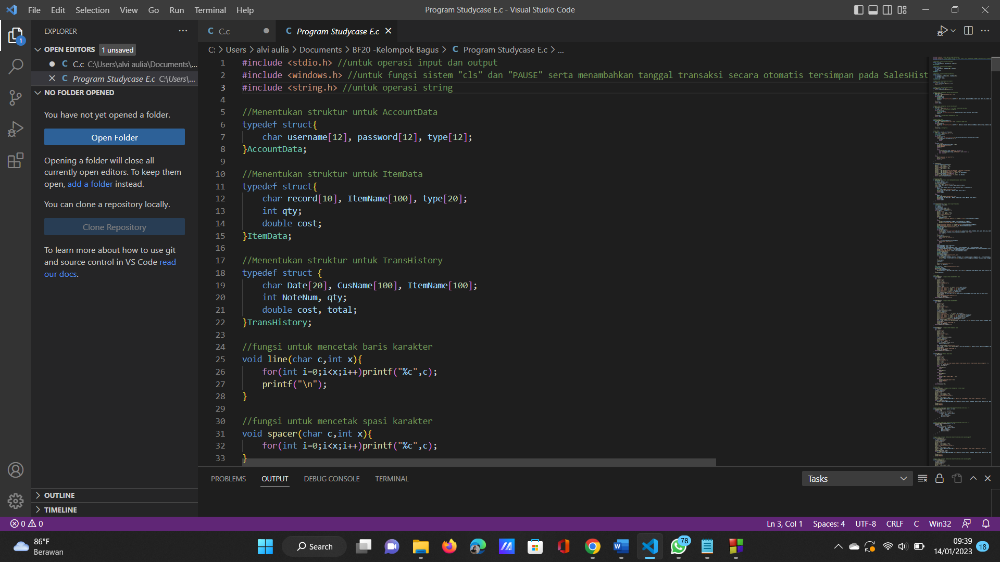 File Edit Selection View Go Run Terminal Help
Program Studycase E.c - Visual Studio Code
EXPLORER
OPEN EDITORS 1 unsaved
C C.c C:\Users\alvi aulia\Documents\...
C Program Studycase E.c C:\Users\...
NO FOLDER OPENED
You have not yet opened a folder.
Open Folder
Opening a folder will close all
currently open editors. To keep them
open, add a folder instead.
You can clone a repository locally.
Clone Repository
To learn more about how to use git
and source control in VS Code read
our docs.
OUTLINE
TIMELINE
C C.c
C Program Studycase E.c
C: > Users > alvi aulia > Documents > BF20 -Kelompok Bagus > C Program Studycase E.c > ...
1 #include <stdio.h> //untuk operasi input dan output
2 #include <windows.h> //untuk fungsi sistem "cls" dan "PAUSE" serta menambahkan tanggal transaksi secara otomatis tersimpan pada SalesHist
3 #include <string.h> //untuk operasi string
4
5 //Menentukan struktur untuk AccountData
6 typedef struct{
7 char username[12], password[12], type[12];
8 }AccountData;
9
10 //Menentukan struktur untuk ItemData
11 typedef struct{
12 char record[10], ItemName[100], type[20];
13 int qty;
14 double cost;
15 }ItemData;
16
17 //Menentukan struktur untuk TransHistory
18 typedef struct {
19 char Date[20], CusName[100], ItemName[100];
20 int NoteNum, qty;
21 double cost, total;
22 }TransHistory;
23
24 //fungsi untuk mencetak baris karakter
25 void line(char c,int x){
26 for(int i=0;i<x;i++)printf("%c",c);
27 printf("\n");
28 }
29
30 //fungsi untuk mencetak spasi karakter
31 void spacer(char c,int x){
32 for(int i=0;i<x;i++)printf("%c",c);
33 }
PROBLEMS OUTPUT DEBUG CONSOLE TERMINAL
Tasks
0 0
Ln 3, Col 1 Spaces: 4 UTF-8 CRLF C Win32
86°F
Berawan
Search
78
09:39
14/01/2023
18
1